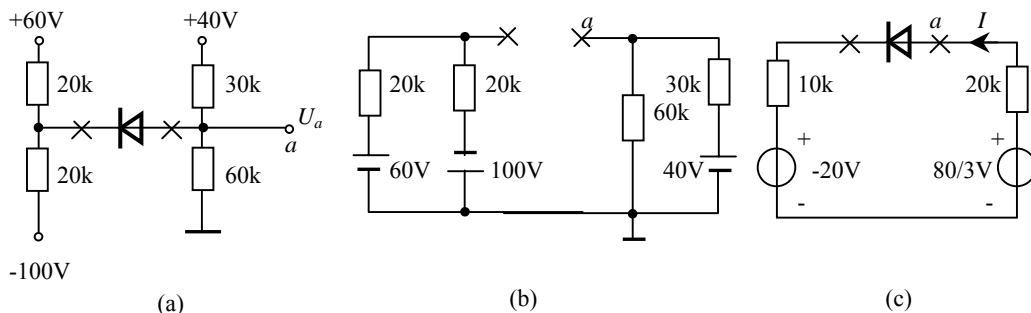 +60V
20k
20k
-100V
+40V
30k
60k
U_a
a
(a)
20k
20k
60V
100V
a
30k
60k
40V
(b)
a
I
10k
20k
+
-20V
-
+
80/3V
-
(c)